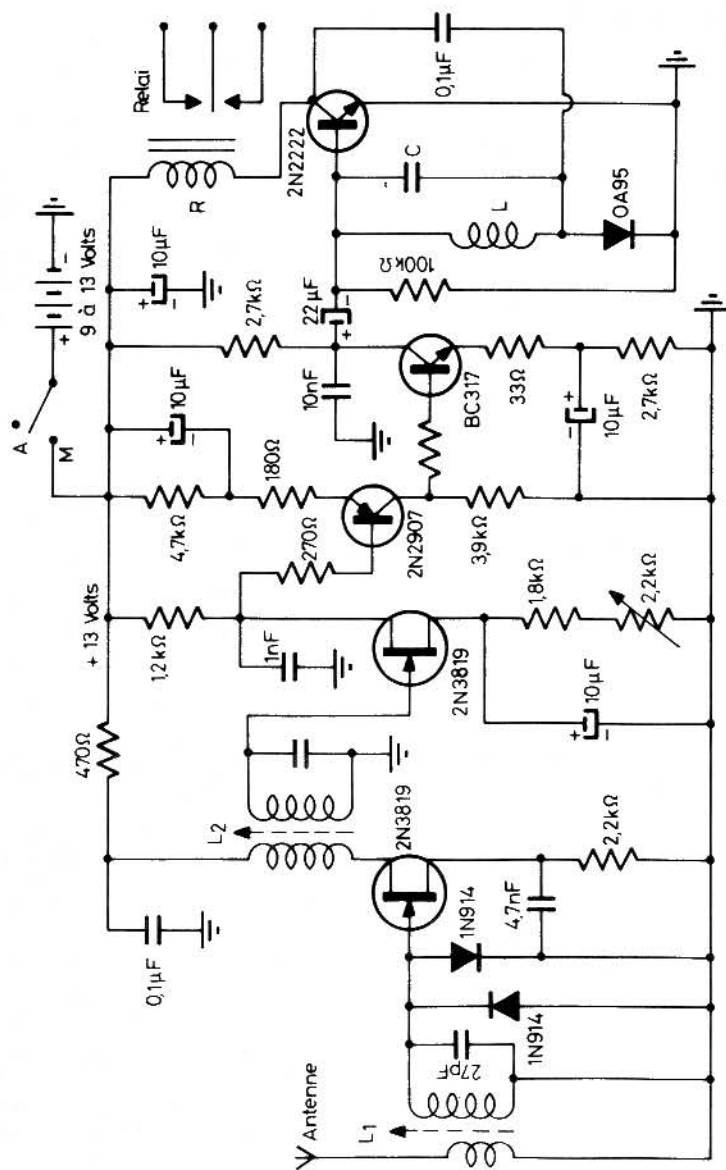 A
M
+ 9 à 13 Volts -
Relai
+ 13 Volts
470Ω
0,1µF
L2
1,2kΩ
1nF
270Ω
4,7kΩ
+ 10µF -
180Ω
2N2907
3,9kΩ
2,7kΩ
10nF
+ 22µF -
BC317
33Ω
- 10µF +
2,7kΩ
+ 10µF -
R
2N2222
0,1µF
C
L
100kΩ
OA95
2N3819
1,8kΩ
2,2kΩ
+ 10µF -
2N3819
2,2kΩ
4,7nF
1N914
1N914
27pF
L1
Antenne